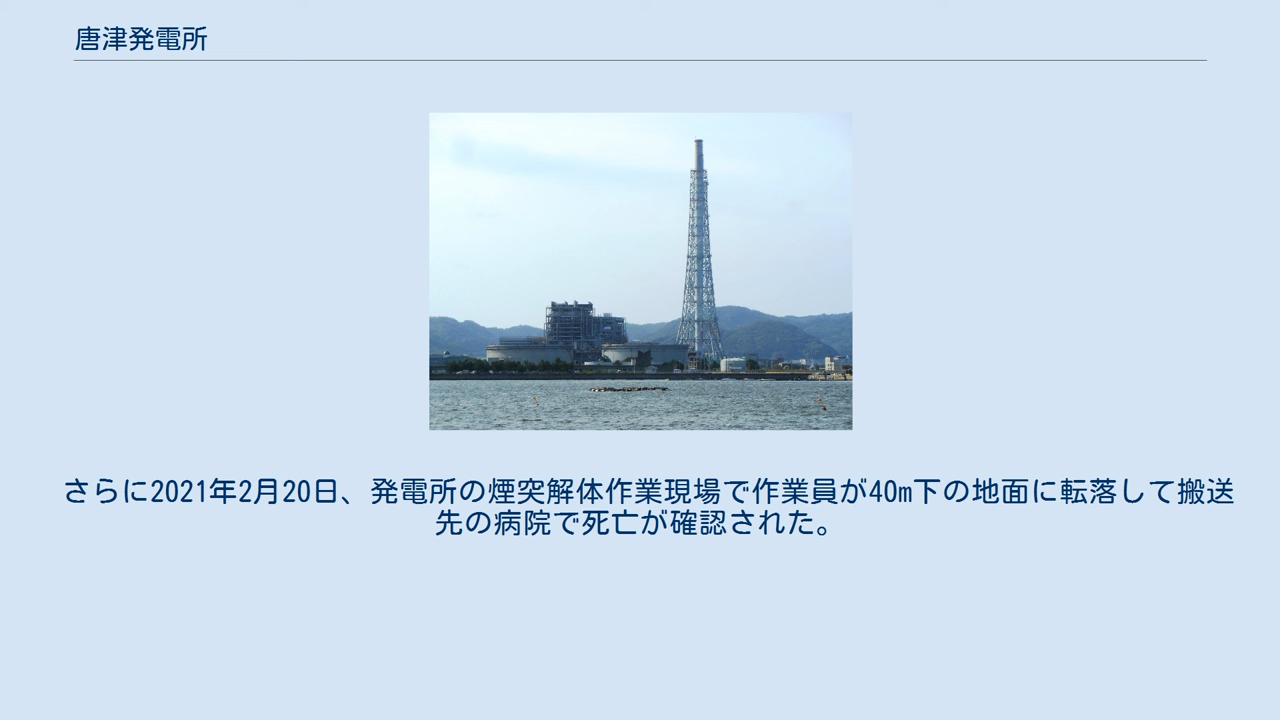 唐津発電所
さらに2021年2月20日、発電所の煙突解体作業現場で作業員が40m下の地面に転落して搬送
先の病院で死亡が確認された。